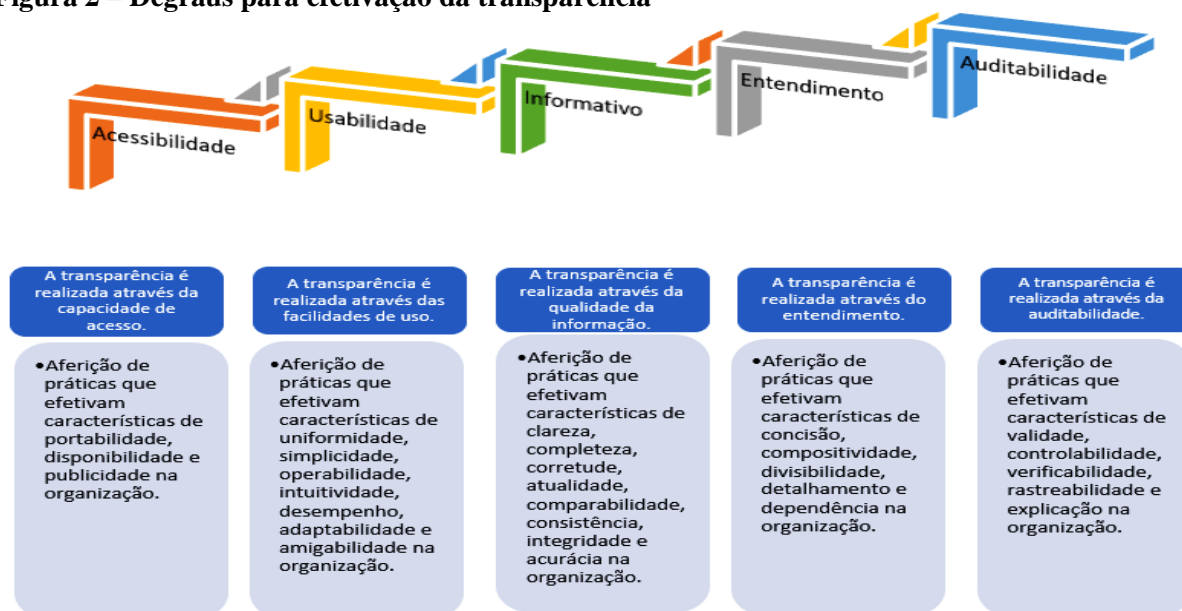 Figura 2 – Degraus para efetivação da transparência
Acessibilidade
Usabilidade
Informativo
Entendimento
Auditabilidade
A transparência é
realizada através da
capacidade de
acesso.
•Aferição de
práticas que
efetivam
características de
portabilidade,
disponibilidade e
publicidade na
organização.
A transparência é
realizada através das
facilidades de uso.
•Aferição de
práticas que
efetivam
características de
uniformidade,
simplicidade,
operabilidade,
intuitividade,
desempenho,
adaptabilidade e
amigabilidade na
organização.
A transparência é
realizada através da
qualidade da
informação.
•Aferição de
práticas que
efetivam
características de
clareza,
completeza,
corretude,
atualidade,
comparabilidade,
consistência,
integridade e
acurácia na
organização.
A transparência é
realizada através do
entendimento.
•Aferição de
práticas que
efetivam
características de
concisão,
compositividade,
divisibilidade,
detalhamento e
dependência na
organização.
A transparência é
realizada através da
auditabilidade.
•Aferição de
práticas que
efetivam
características de
validade,
controlabilidade,
verificabilidade,
rastreabilidade e
explicação na
organização.